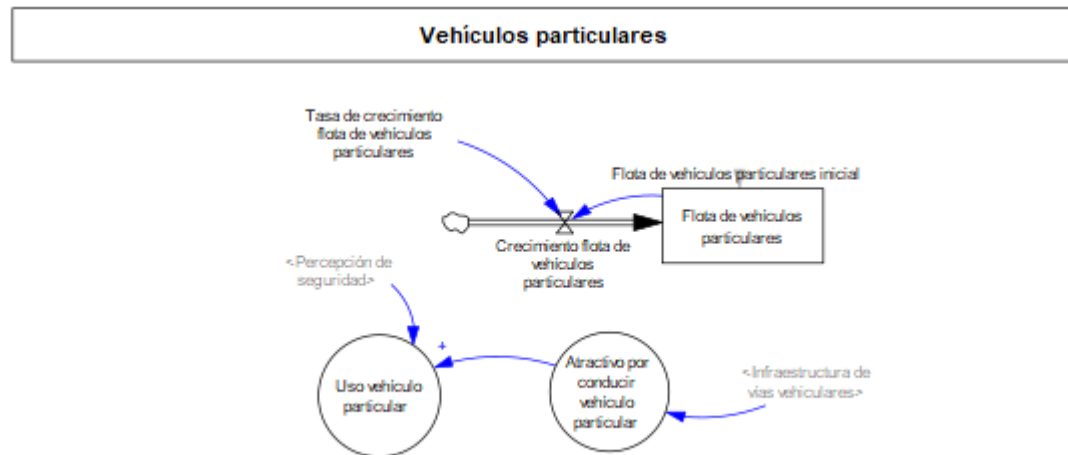 Vehículos particulares
Tasa de crecimiento
flota de vehículos
particulares
Flota de vehículos particulares inicial
Flota de vehículos
particulares
Crecimiento flota de
vehículos
particulares
<Percepción de
seguridad>
+
Uso vehículo
particular
Atractivo por
conducir
vehículo
particular
<Infraestructura de
vías vehiculares>